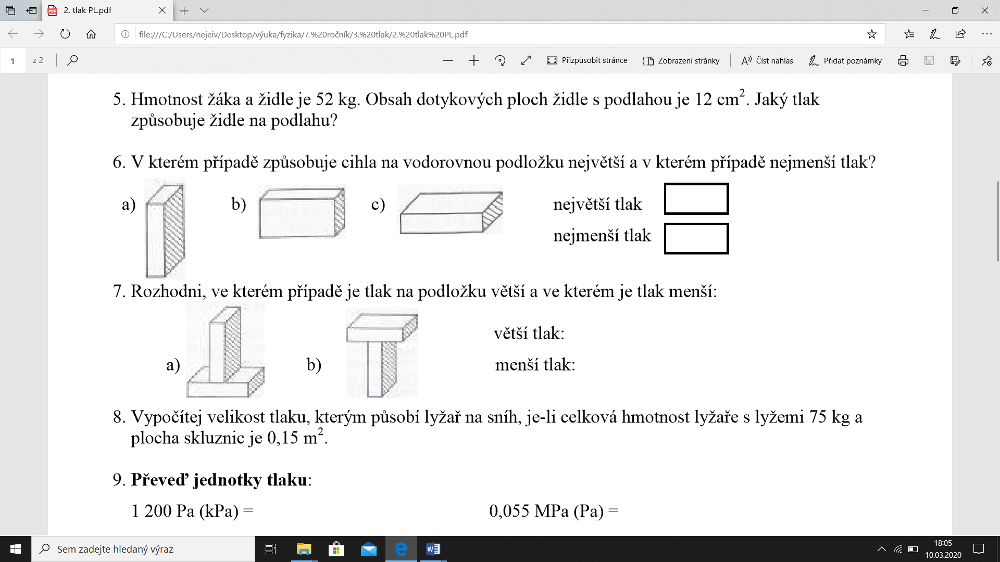 2. tlak PL.pdf
file:///C:/Users/nejeiv/Desktop/výuka/fyzika/7.%20ročník/3.%20tlak/2.%20tlak%20PL.pdf
1 z 2 Přizpůsobit stránce Zobrazení stránky Číst nahlas Přidat poznámky
5. Hmotnost žáka a židle je 52 kg. Obsah dotykových ploch židle s podlahou je 12 cm². Jaký tlak
způsobuje židle na podlahu?
6. V kterém případě způsobuje cihla na vodorovnou podložku největší a v kterém případě nejmenší tlak?
a) b) c) největší tlak
nejmenší tlak
7. Rozhodni, ve kterém případě je tlak na podložku větší a ve kterém je tlak menší:
větší tlak:
a) b) menší tlak:
8. Vypočítej velikost tlaku, kterým působí lyžař na sníh, je-li celková hmotnost lyžaře s lyžemi 75 kg a
plocha skluznic je 0,15 m².
9. Převeď jednotky tlaku:
1 200 Pa (kPa) = 0,055 MPa (Pa) =
Sem zadejte hledaný výraz
18:05
10.03.2020